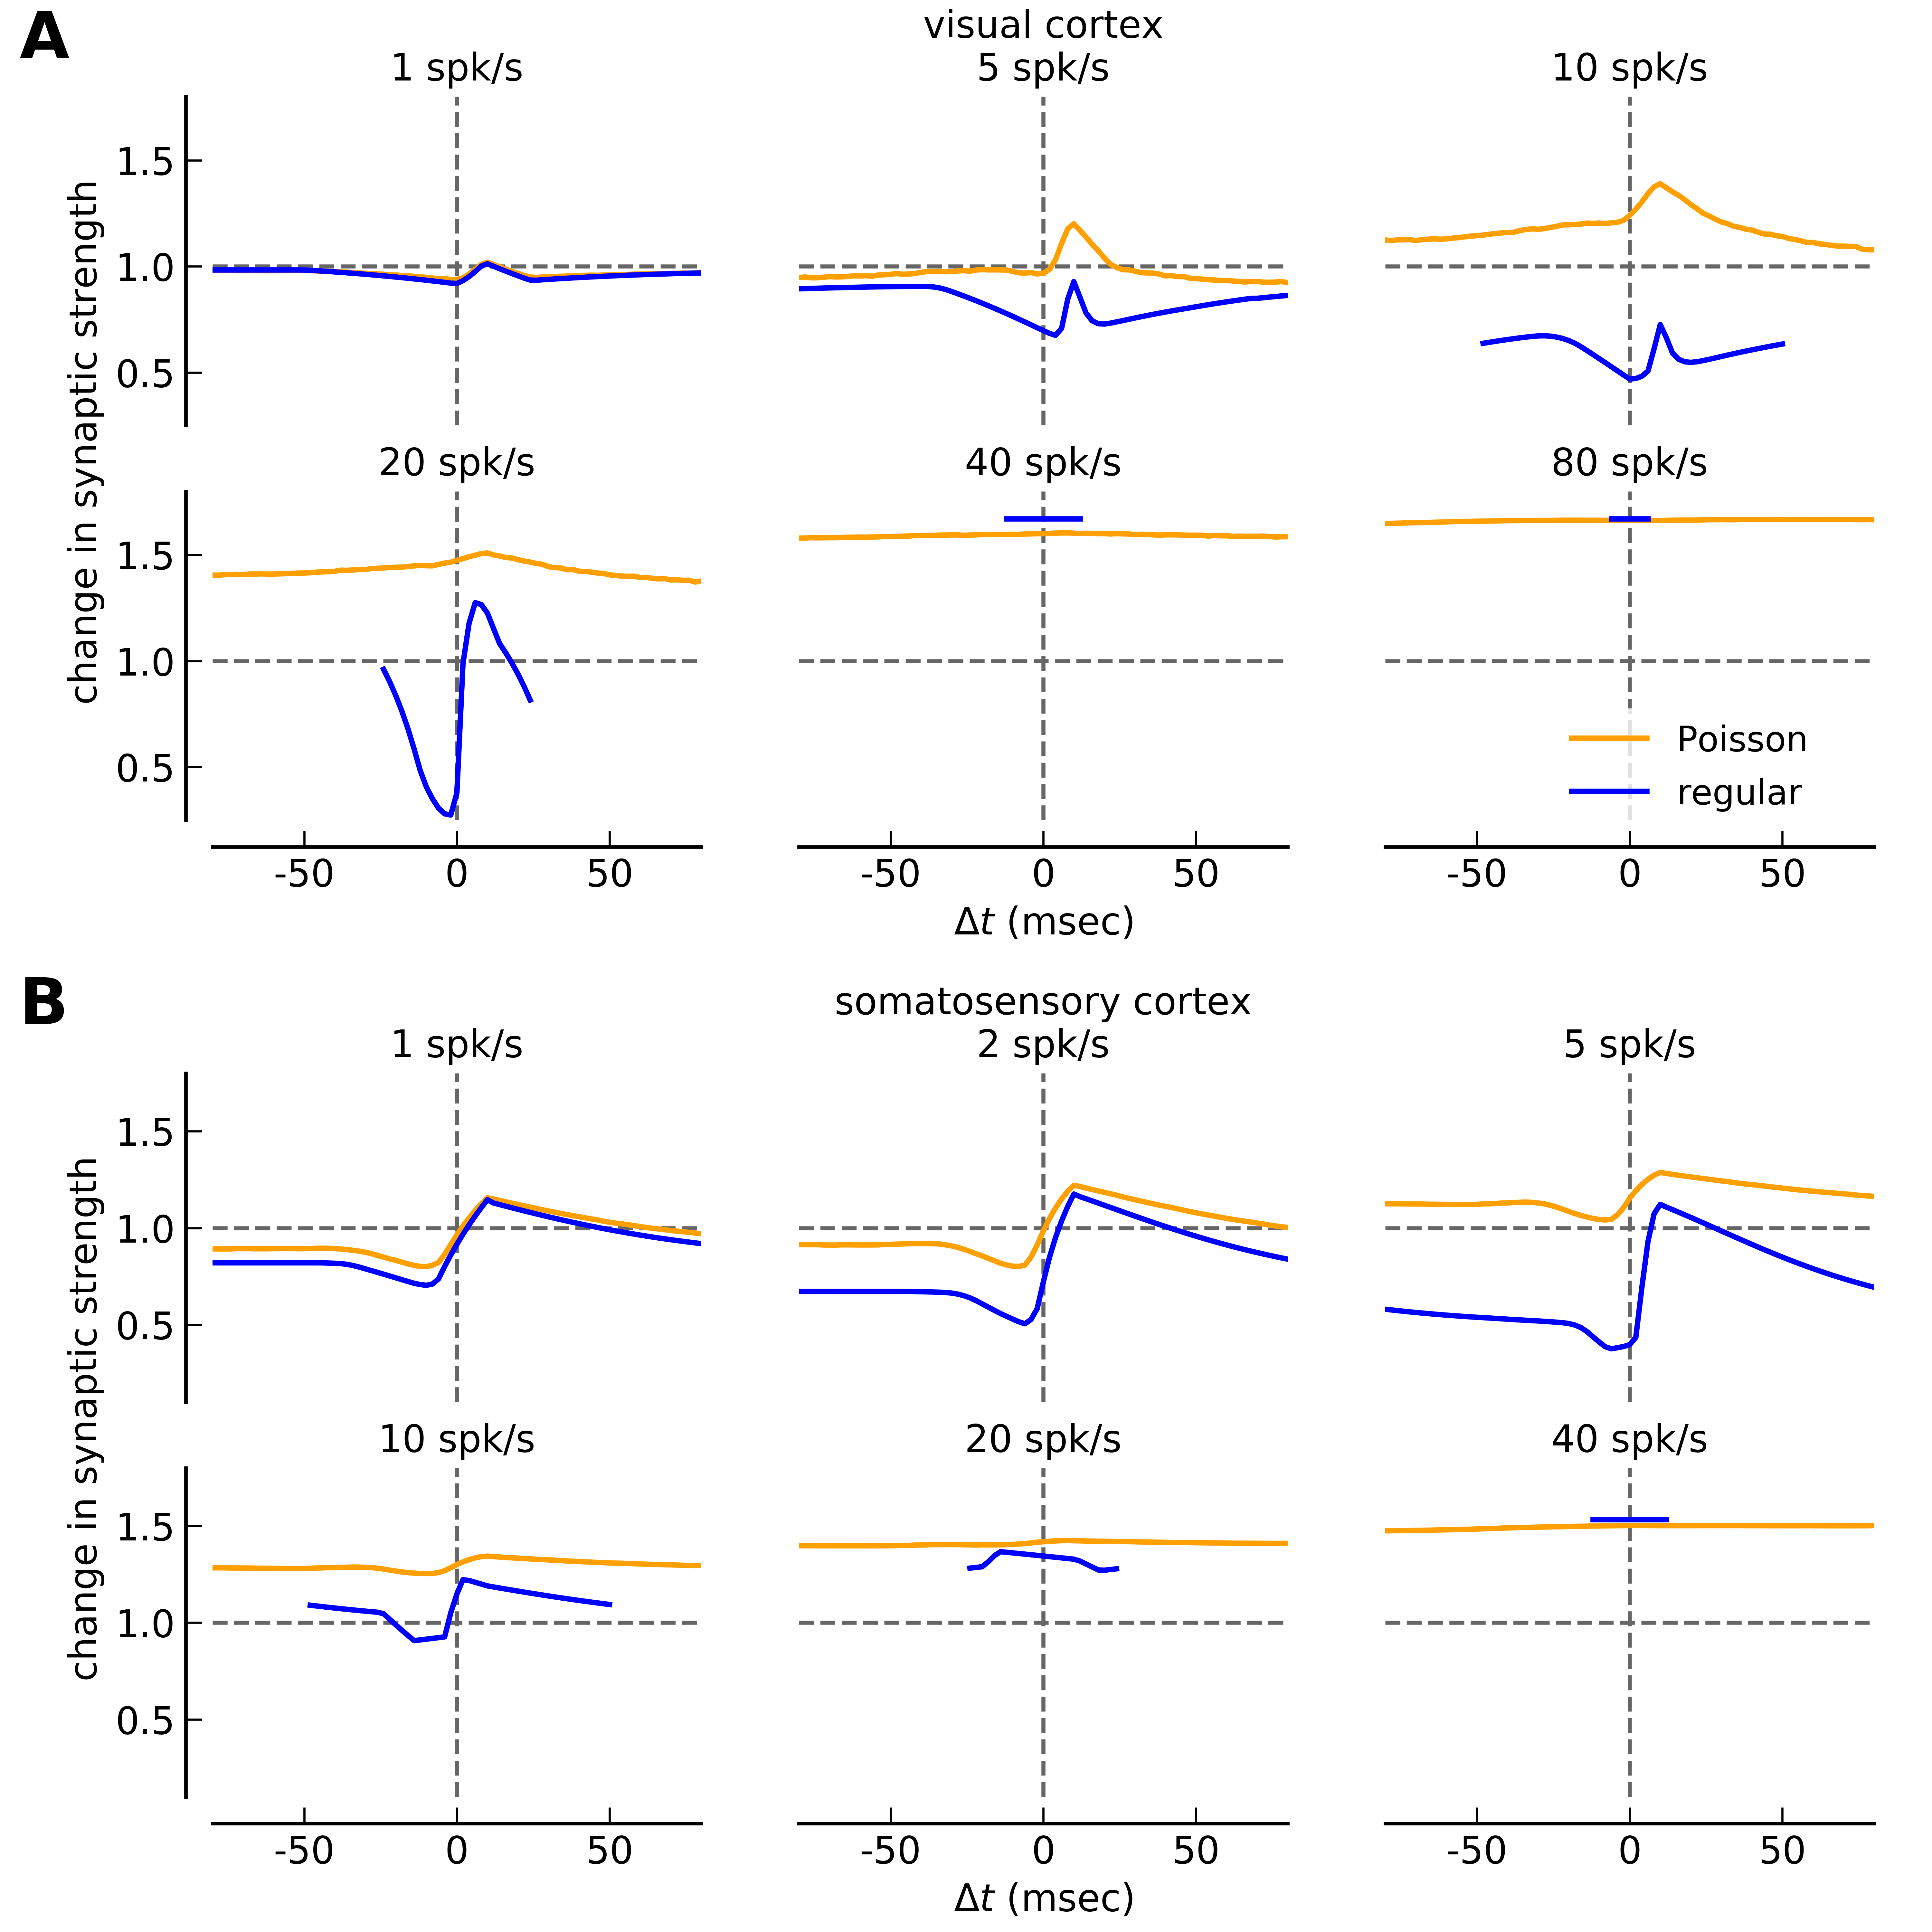 A
visual cortex
1 spk/s
5 spk/s
10 spk/s
change in synaptic strength
1.5
1.0
0.5
20 spk/s
40 spk/s
80 spk/s
1.5
1.0
0.5
Poisson
regular
-50 0 50
-50 0 50
-50 0 50
Δt (msec)
B
somatosensory cortex
1 spk/s
2 spk/s
5 spk/s
change in synaptic strength
1.5
1.0
0.5
10 spk/s
20 spk/s
40 spk/s
1.5
1.0
0.5
-50 0 50
-50 0 50
-50 0 50
Δt (msec)